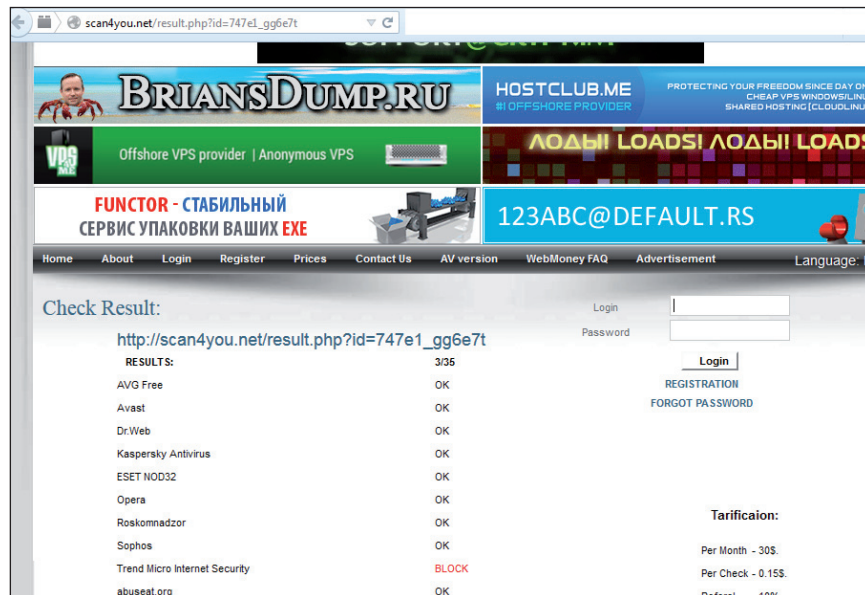 scan4you.net/result.php?id=747e1_gg6e7t
BRIANSDUMP.RU
HOSTCLUB.ME
#1 OFFSHORE PROVIDER
PROTECTING YOUR FREEDOM SINCE DAY
CHEAP VPS WINDOWS/
SHARED HOSTING
VPS
ME
Offshore VPS provider | Anonymous VPS
ЛОДЫ! LOADS! ЛОДЫ! LOADS
FUNCTOR - СТАБИЛЬНЫЙ
СЕРВИС УПАКОВКИ ВАШИХ EXE
123ABC@DEFAULT.RS
Home About Login Register Prices Contact Us AV version WebMoney FAQ Advertisement Language:
Check Result:
Login
Password
Login
REGISTRATION
FORGOT PASSWORD
http://scan4you.net/result.php?id=747e1_gg6e7t
RESULTS: 3/35
AVG Free OK
Avast OK
Dr.Web OK
Kaspersky Antivirus OK
ESET NOD32 OK
Opera OK
Roskomnadzor OK
Sophos OK
Trend Micro Internet Security BLOCK
abuseat.org OK
Tarificaion:
Per Month - 30$.
Per Check - 0.15$.